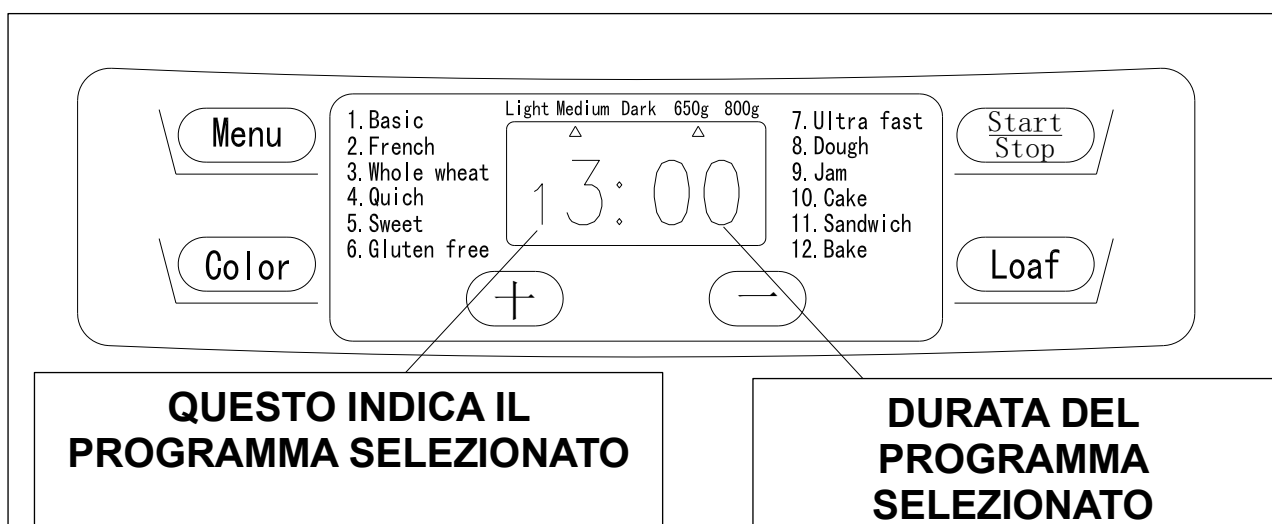 Menu
Color
1. Basic
2. French
3. Whole wheat
4. Quich
5. Sweet
6. Gluten free
Light Medium Dark 650g 800g
1 3:00
+
-
7. Ultra fast
8. Dough
9. Jam
10. Cake
11. Sandwich
12. Bake
Start
Stop
Loaf
QUESTO INDICA IL
PROGRAMMA SELEZIONATO
DURATA DEL
PROGRAMMA
SELEZIONATO